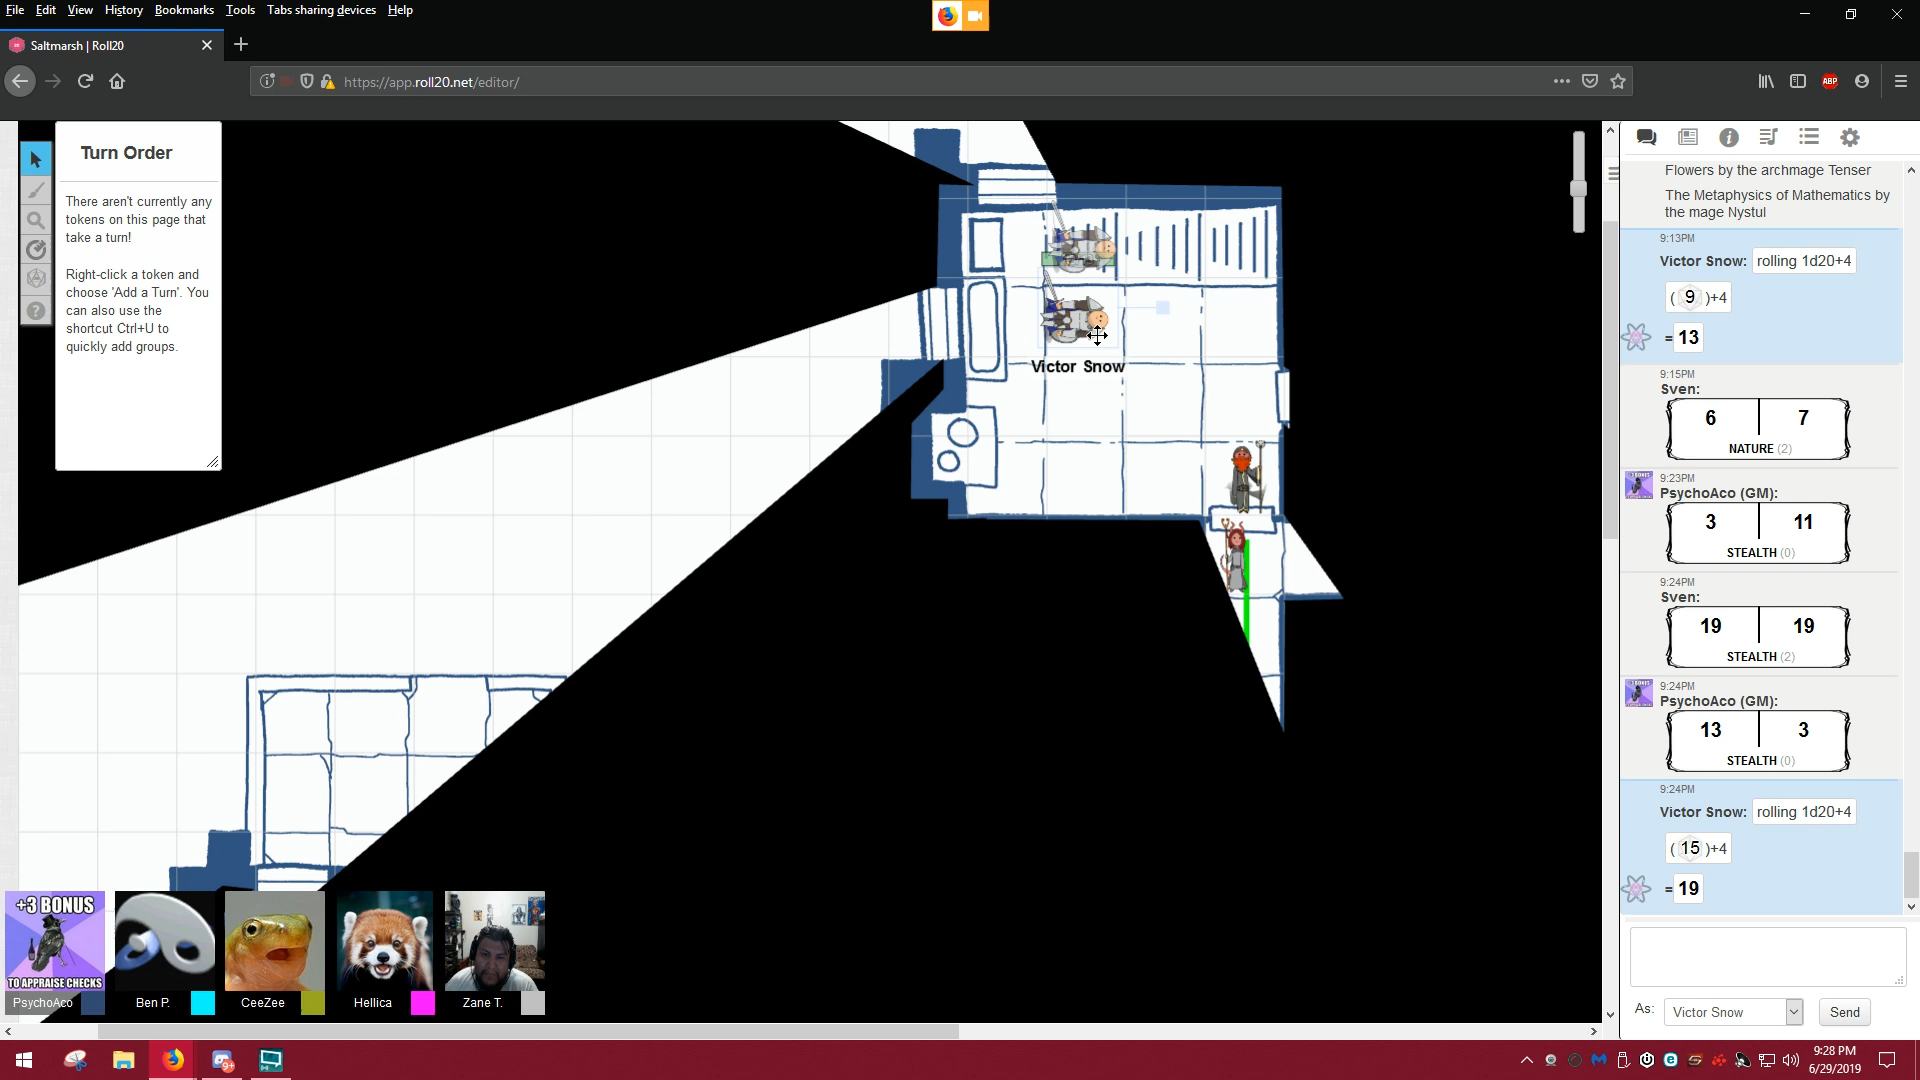 File Edit View History Bookmarks Tools Tabs sharing devices Help
Saltmarsh | Roll20
https://app.roll20.net/editor/
ABP
Turn Order
There aren't currently any
tokens on this page that
take a turn!
Right-click a token and
choose 'Add a Turn'. You
can also use the
shortcut Ctrl+U to
quickly add groups.
Victor Snow
Flowers by the archmage Tenser
The Metaphysics of Mathematics by
the mage Nystul
9:13PM
Victor Snow: rolling 1d20+4
( 9 )+4
= 13
9:15PM
Sven:
6 7
NATURE (2)
9:23PM
PsychoAco (GM):
3 11
STEALTH (0)
9:24PM
Sven:
19 19
STEALTH (2)
9:24PM
PsychoAco (GM):
13 3
STEALTH (0)
9:24PM
Victor Snow: rolling 1d20+4
( 15 )+4
= 19
As: Victor Snow Send
+3 BONUS
TO APPRAISE CHECKS
PsychoAco Ben P. CeeZee Hellica Zane T.
9:28 PM
6/29/2019